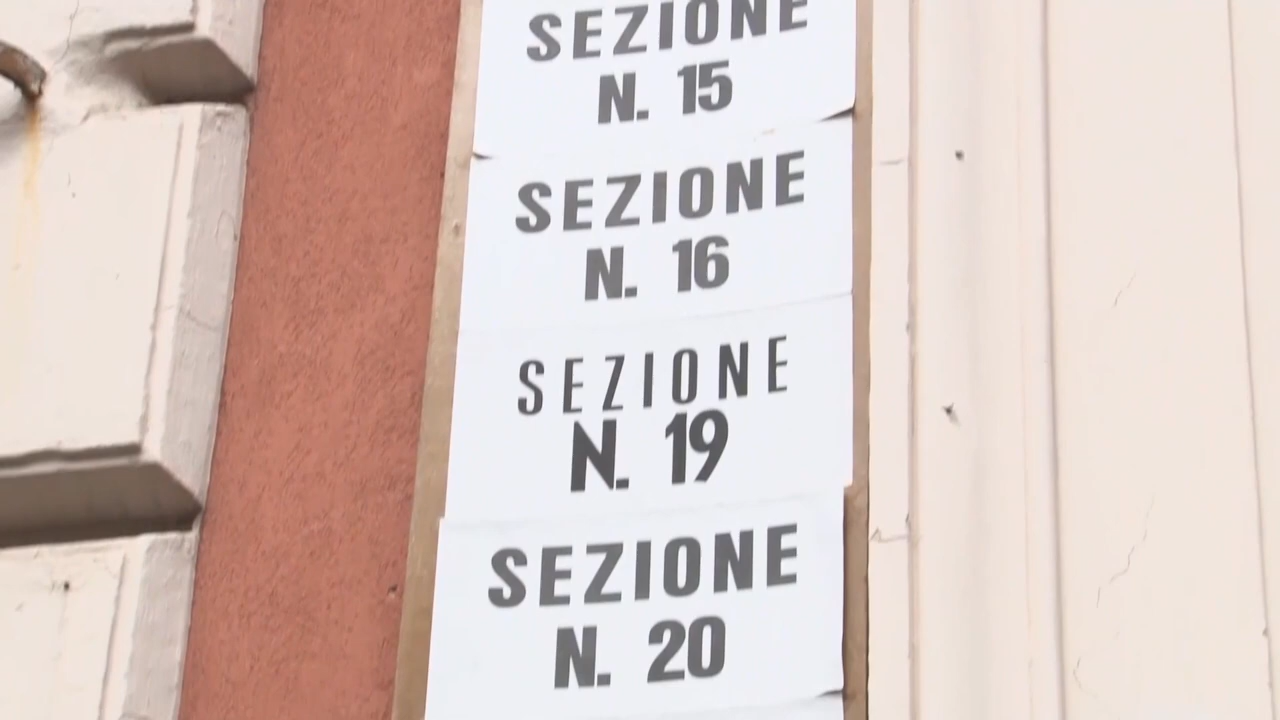 SEZIONE
N. 15
SEZIONE
N. 16
SEZIONE
N. 19
SEZIONE
N. 20